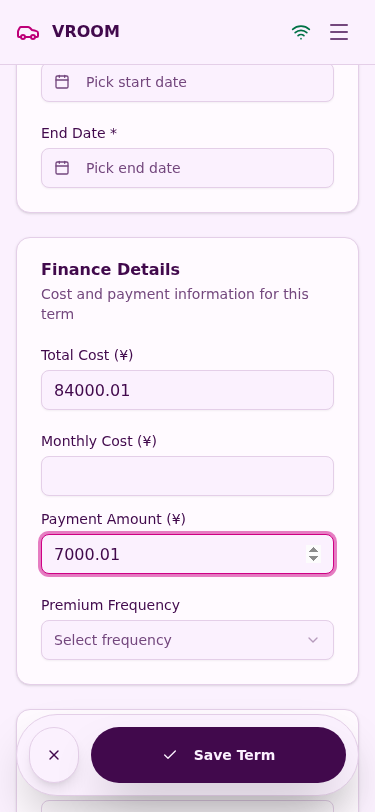 VROOM
Pick start date
End Date *
Pick end date
Finance Details
Cost and payment information for this
term
Total Cost (¥)
84000.01
Monthly Cost (¥)
Payment Amount (¥)
7000.01
Premium Frequency
Select frequency
Save Term